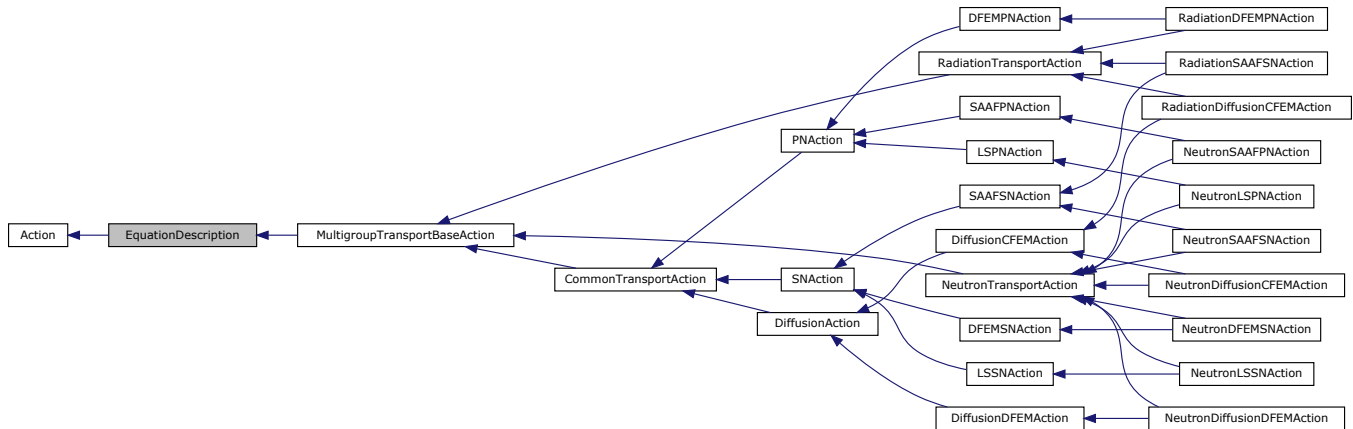 Action
EquationDescription
MultigroupTransportBaseAction
RadiationTransportAction
CommonTransportAction
NeutronTransportAction
PNAction
SNAction
DiffusionAction
DFEMPNAction
SAAFPNAction
LSPNAction
SAAFSNAction
DiffusionCFEMAction
DFEMSNAction
LSSNAction
DiffusionDFEMAction
RadiationDFEMPNAction
RadiationSAAFSNAction
RadiationDiffusionCFEMAction
NeutronSAAFPNAction
NeutronLSPNAction
NeutronSAAFSNAction
NeutronDiffusionCFEMAction
NeutronDFEMSNAction
NeutronLSSNAction
NeutronDiffusionDFEMAction